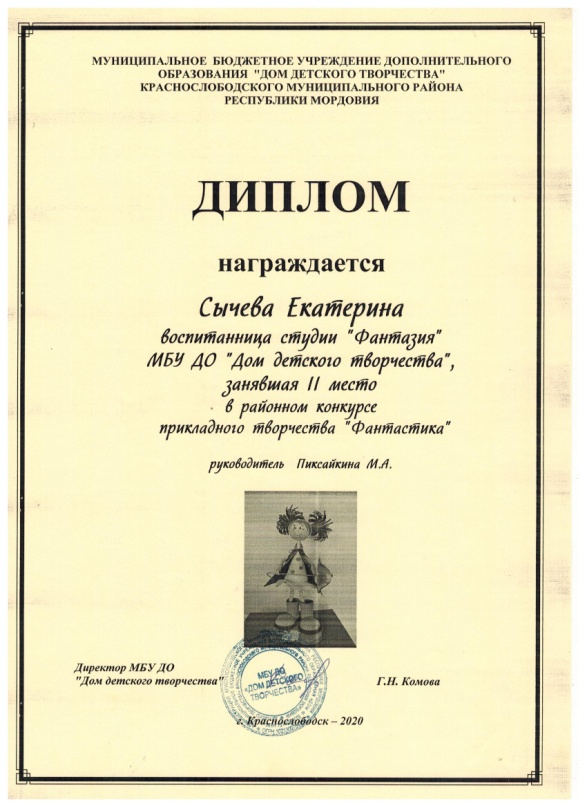 МУНИЦИПАЛЬНОЕ БЮДЖЕТНОЕ УЧРЕЖДЕНИЕ ДОПОЛНИТЕЛЬНОГО
ОБРАЗОВАНИЯ "ДОМ ДЕТСКОГО ТВОРЧЕСТВА"
КРАСНОСЛОБОДСКОГО МУНИЦИПАЛЬНОГО РАЙОНА
РЕСПУБЛИКИ МОРДОВИЯ
ДИПЛОМ
награждается
Сычева Екатерина
воспитанница студии "Фантазия"
МБУ ДО "Дом детского творчества",
занявшая II место
в районном конкурсе
прикладного творчества "Фантастика"
руководитель Пиксайкина М.А.
Директор МБУ ДО
"Дом детского творчества"
Г.Н. Комова
МБУ ДО
«ДОМ ДЕТСКОГО
ТВОРЧЕСТВА»
г. Краснослободск – 2020